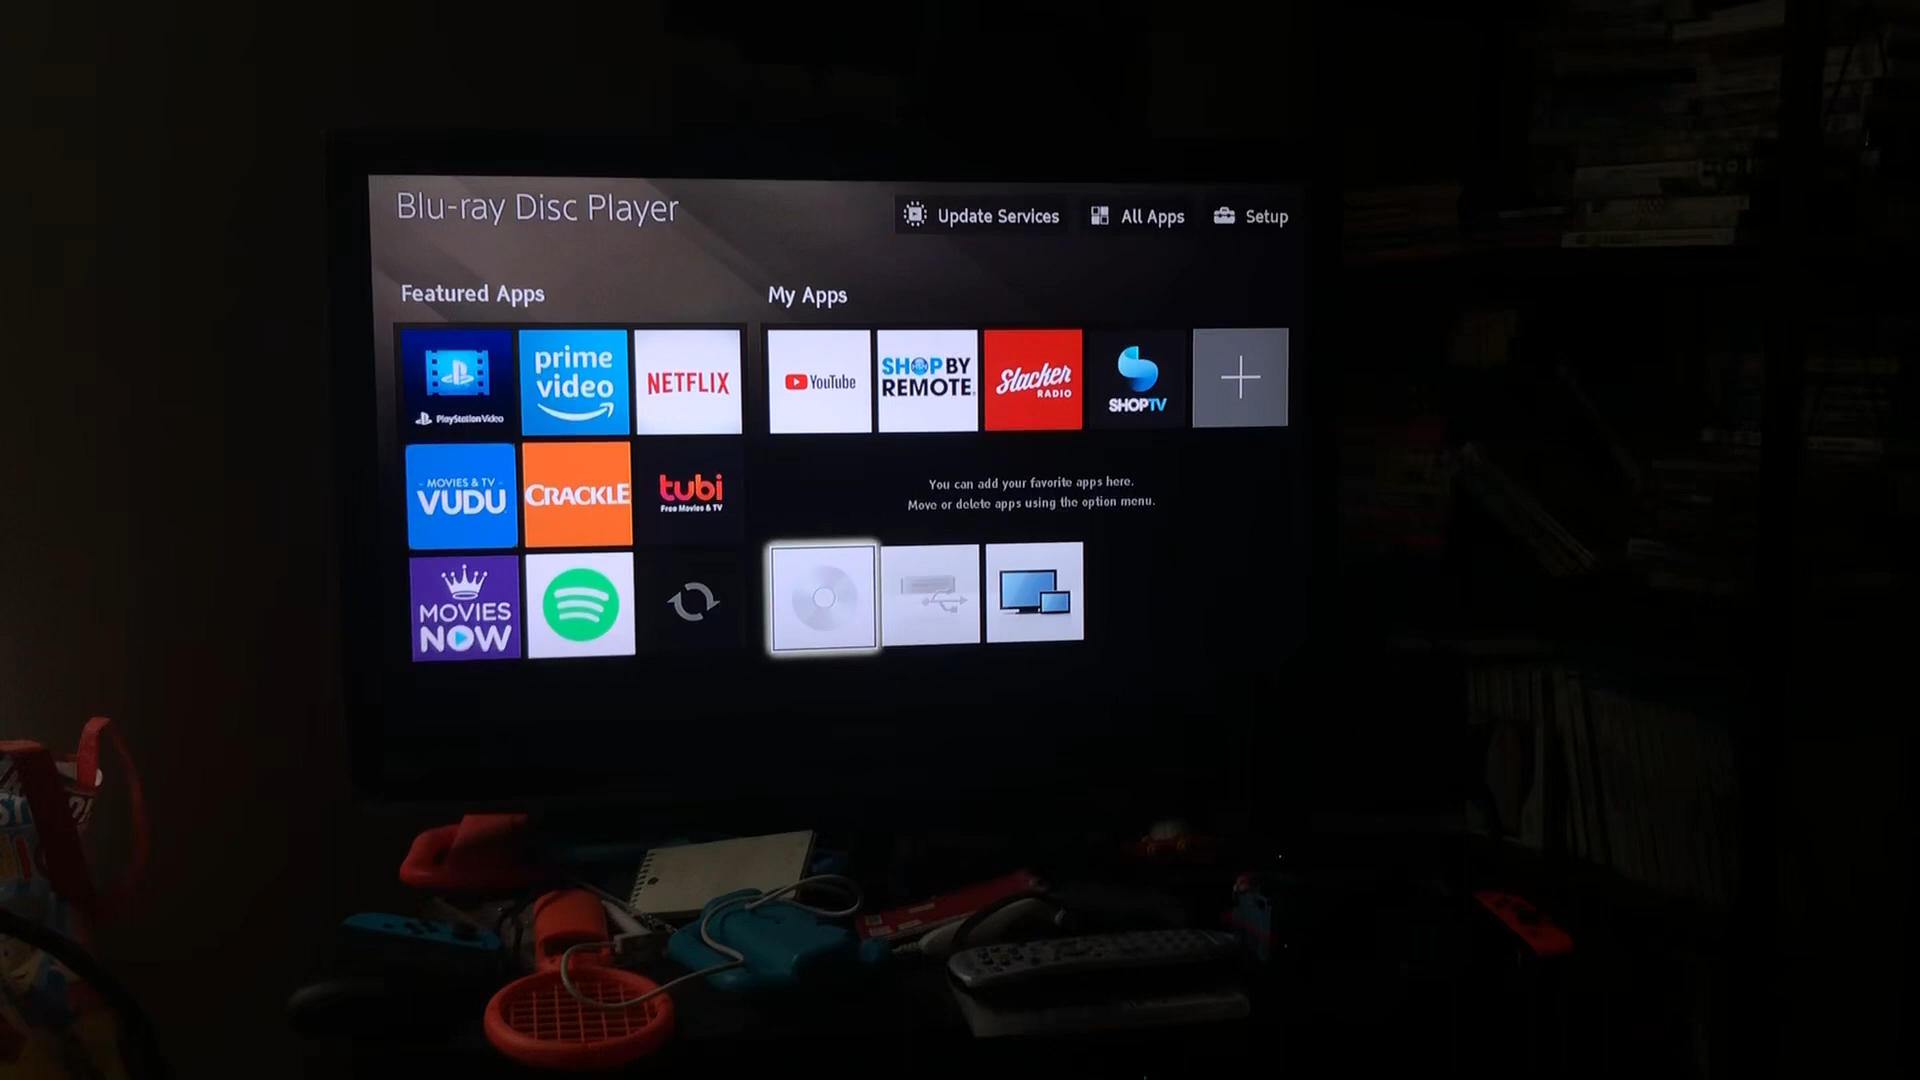 Blu-ray Disc Player
Update Services
All Apps
Setup
Featured Apps
My Apps
PlayStation Video
prime video
NETFLIX
YouTube
SHOP BY
REMOTE
Slacker
RADIO
SHOPTV
MOVIES & TV
VUDU
CRACKLE
tubi
Free Movies & TV
You can add your favorite apps here.
Move or delete apps using the option menu.
MOVIES
NOW